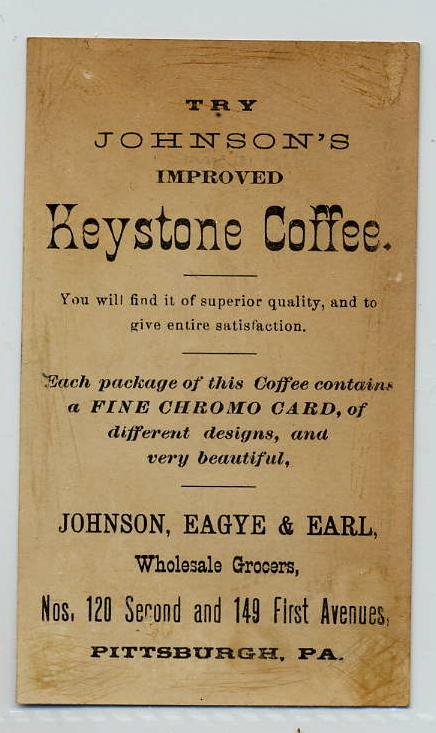 TRY
JOHNSON'S
IMPROVED
Keystone Coffee.
You will find it of superior quality, and to
give entire satisfaction.
Each package of this Coffee contains
a FINE CHROMO CARD, of
different designs, and
very beautiful,
JOHNSON, EAGYE & EARL,
Wholesale Grocers,
Nos. 120 Second and 149 First Avenues,
PITTSBURGH, PA.